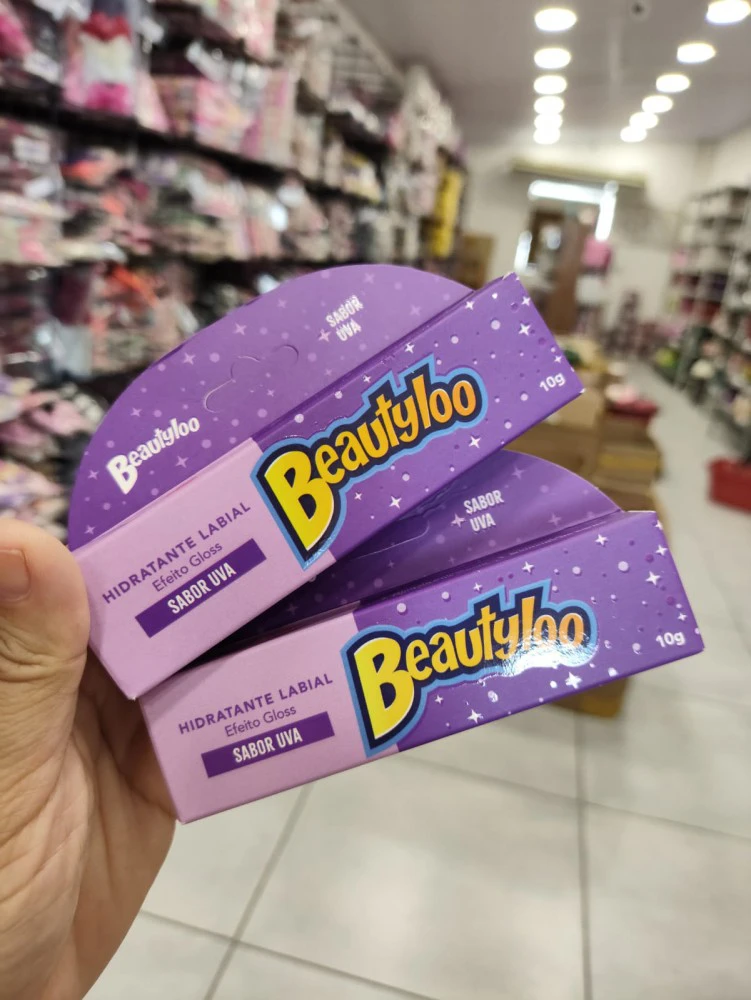 SABOR
UVA
Beautyloo
Beautyloo
10g
HIDRATANTE LABIAL
Efeito Gloss
SABOR UVA
SABOR
UVA
Beautyloo
10g
HIDRATANTE LABIAL
Efeito Gloss
SABOR UVA